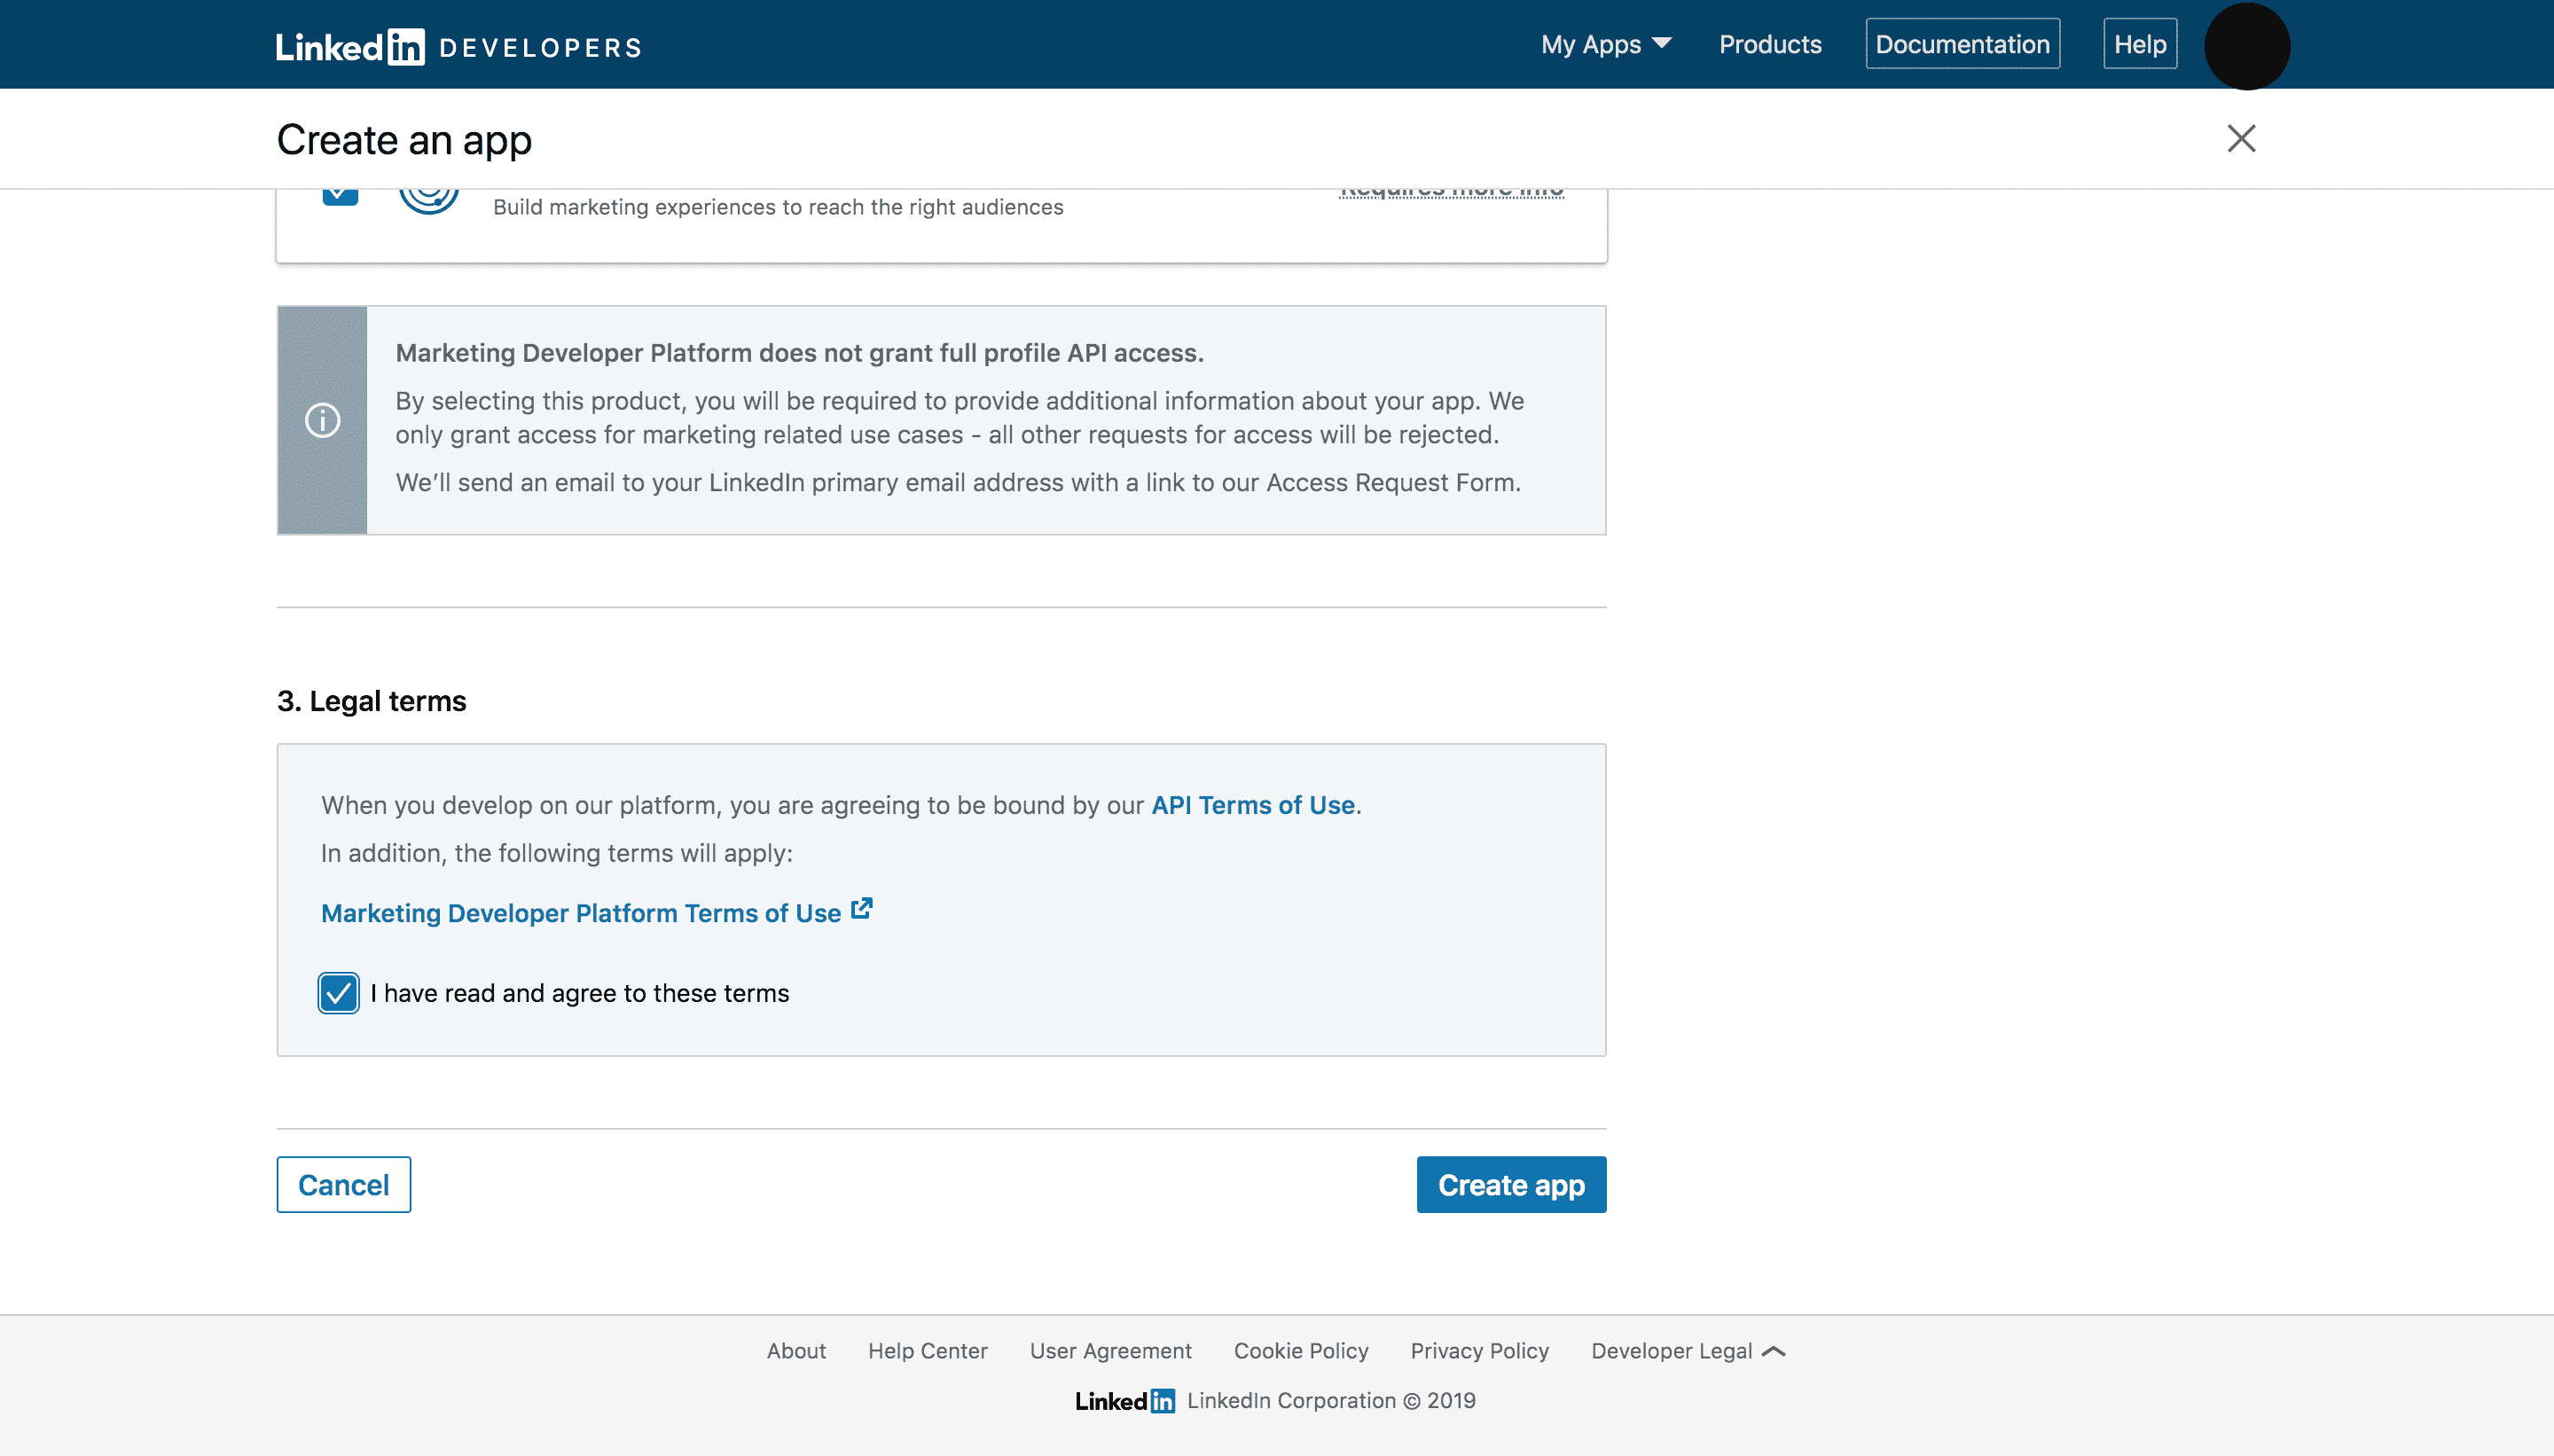 LinkedIn DEVELOPERS My Apps Products Documentation Help
Create an app
Requires more info
Build marketing experiences to reach the right audiences
Marketing Developer Platform does not grant full profile API access.
By selecting this product, you will be required to provide additional information about your app. We
only grant access for marketing related use cases - all other requests for access will be rejected.
We’ll send an email to your LinkedIn primary email address with a link to our Access Request Form.
3. Legal terms
When you develop on our platform, you are agreeing to be bound by our API Terms of Use.
In addition, the following terms will apply:
Marketing Developer Platform Terms of Use
I have read and agree to these terms
Cancel Create app
About Help Center User Agreement Cookie Policy Privacy Policy Developer Legal
LinkedIn LinkedIn Corporation © 2019